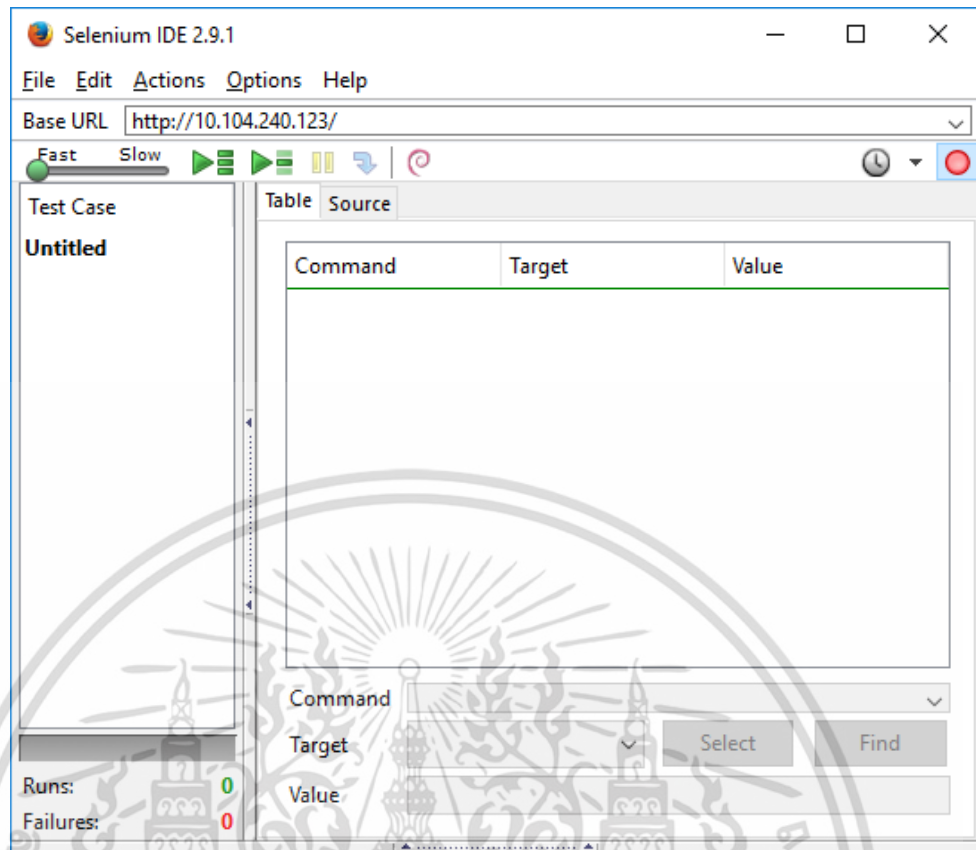 Selenium IDE 2.9.1
File Edit Actions Options Help
Base URL http://10.104.240.123/
Fast Slow
Test Case
Untitled
Table Source
Command Target Value
Command
Target Select Find
Value
Runs: 0
Failures: 0